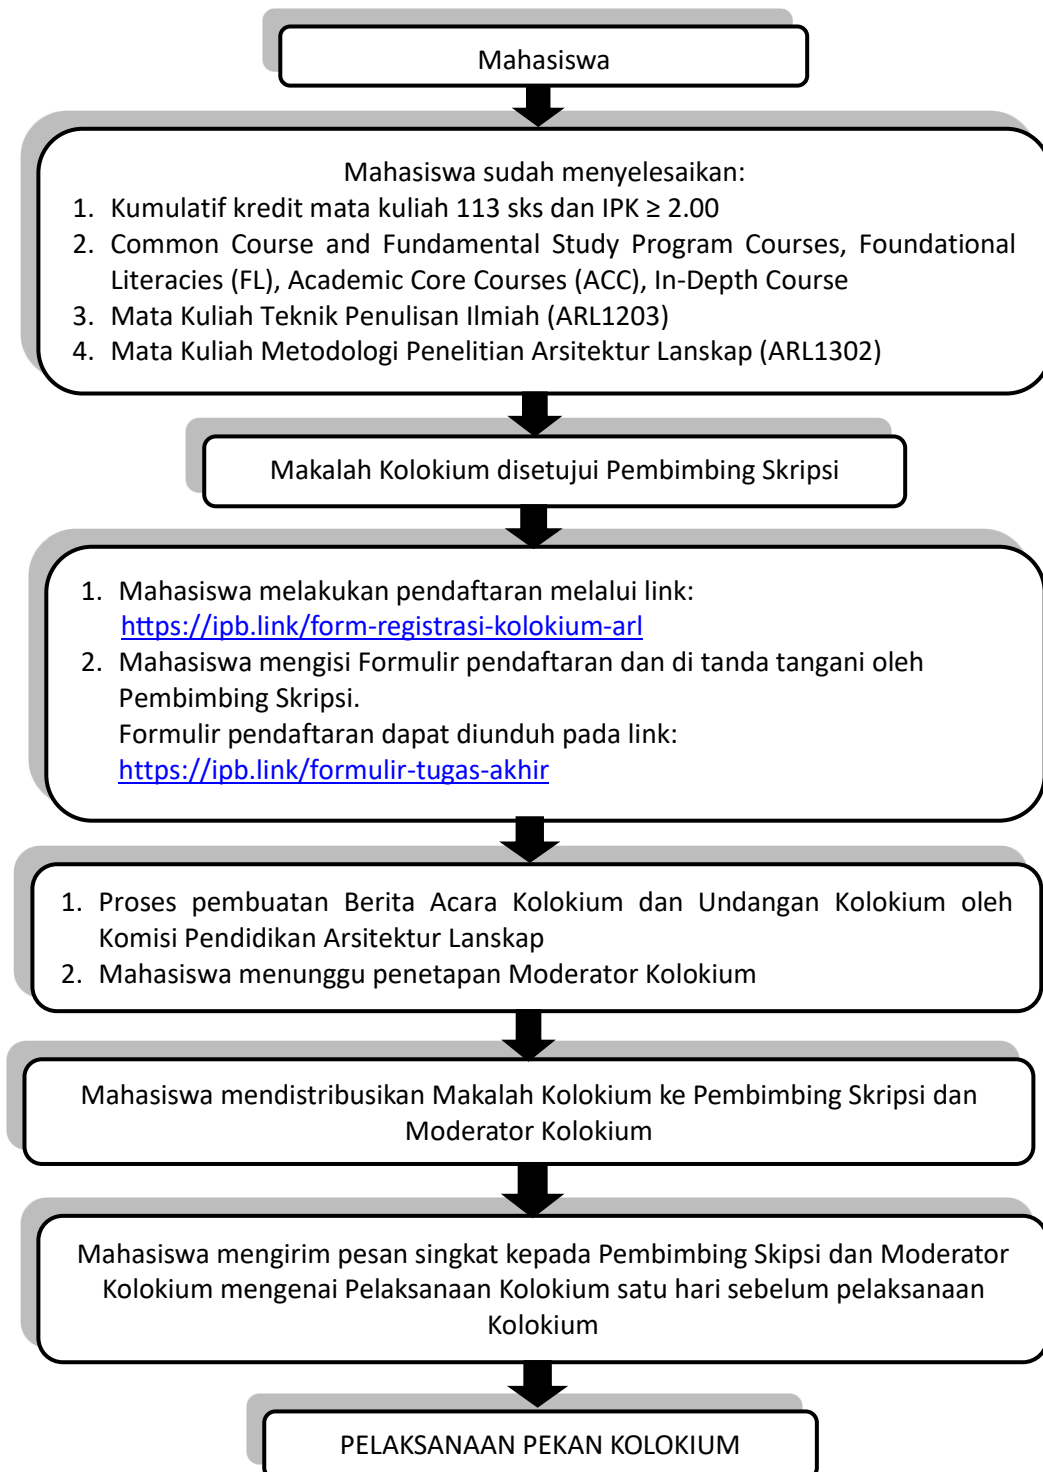 Mahasiswa
Mahasiswa sudah menyelesaikan:
1. Kumulatif kredit mata kuliah 113 sks dan IPK ≥ 2.00
2. Common Course and Fundamental Study Program Courses, Foundational
Literacies (FL), Academic Core Courses (ACC), In-Depth Course
3. Mata Kuliah Teknik Penulisan Ilmiah (ARL1203)
4. Mata Kuliah Metodologi Penelitian Arsitektur Lanskap (ARL1302)
Makalah Kolokium disetujui Pembimbing Skripsi
1. Mahasiswa melakukan pendaftaran melalui link:
https://ipb.link/form-registrasi-kolokium-arl
2. Mahasiswa mengisi Formulir pendaftaran dan di tanda tangani oleh
Pembimbing Skripsi.
Formulir pendaftaran dapat diunduh pada link:
https://ipb.link/formulir-tugas-akhir
1. Proses pembuatan Berita Acara Kolokium dan Undangan Kolokium oleh
Komisi Pendidikan Arsitektur Lanskap
2. Mahasiswa menunggu penetapan Moderator Kolokium
Mahasiswa mendistribusikan Makalah Kolokium ke Pembimbing Skripsi dan
Moderator Kolokium
Mahasiswa mengirim pesan singkat kepada Pembimbing Skipsi dan Moderator
Kolokium mengenai Pelaksanaan Kolokium satu hari sebelum pelaksanaan
Kolokium
PELAKSANAAN PEKAN KOLOKIUM